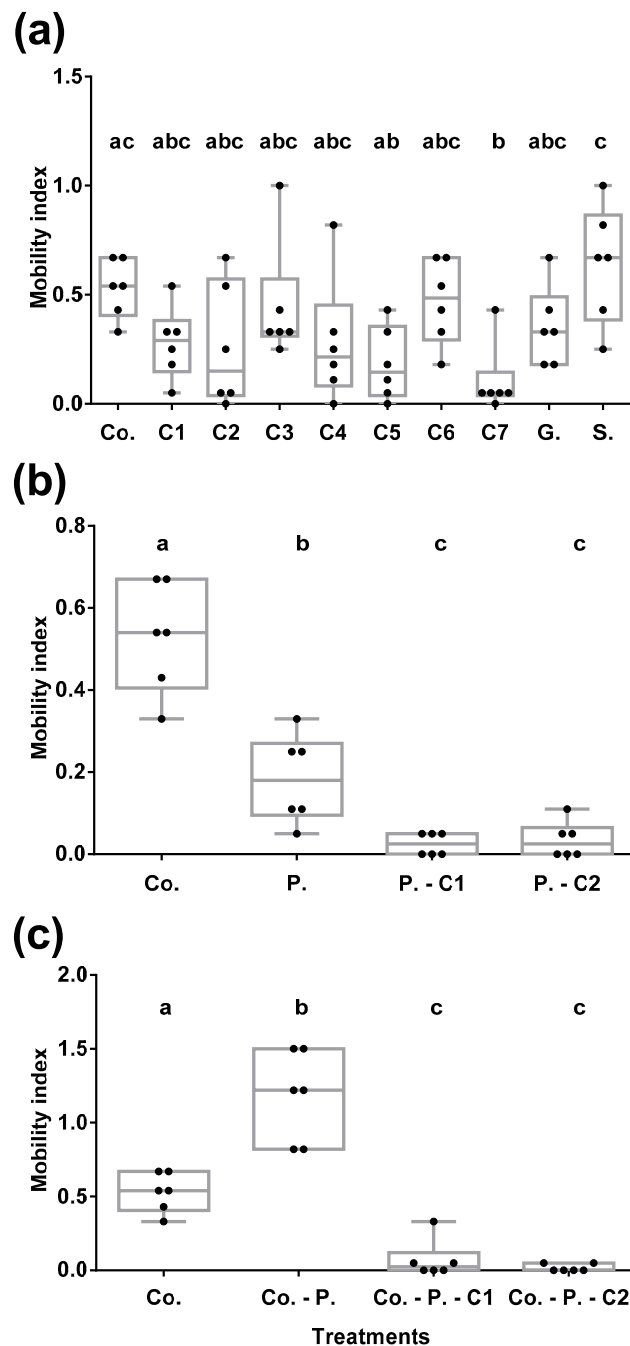 (a)
Mobility index
1.5
1.0
0.5
0.0
ac abc abc abc abc ab abc b abc c
Co. C1 C2 C3 C4 C5 C6 C7 G. S.
(b)
Mobility index
0.8
0.6
0.4
0.2
0.0
a b c c
Co. P. P. - C1 P. - C2
(c)
Mobility index
2.0
1.5
1.0
0.5
0.0
a b c c
Co. Co. - P. Co. - P. - C1 Co. - P. - C2
Treatments